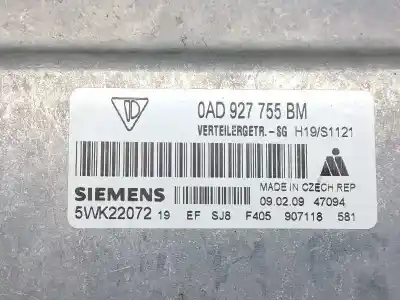 0AD 927 755 BM
VERTEILERGETR.-SG H19/S1121
SIEMENS
MADE IN CZECH REP
5WK22072 19 EF SJ8 F405 907118 581
09.02.09 47094